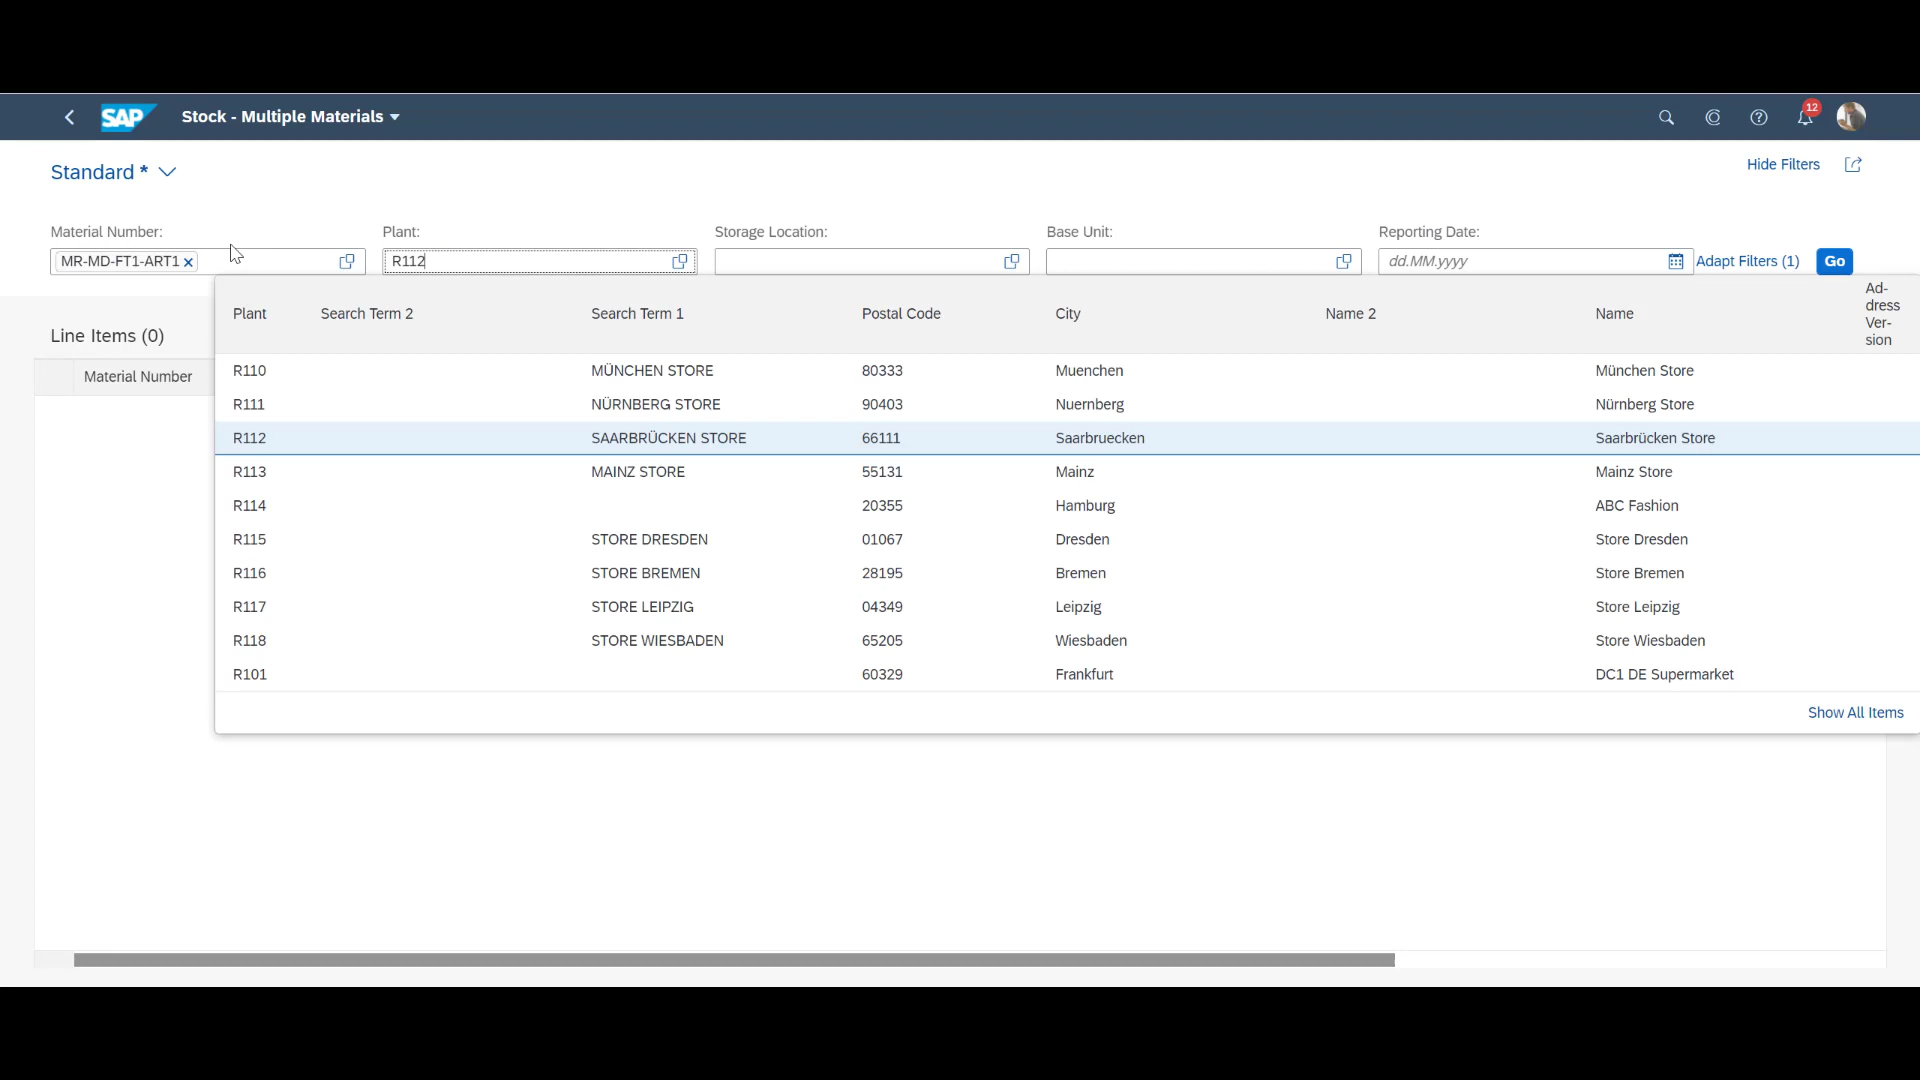 SAP Stock - Multiple Materials 12
Standard * Hide Filters
Material Number: Plant: Storage Location: Base Unit: Reporting Date:
MR-MD-FT1-ART1 R112 dd.MM.yyyy Adapt Filters (1) Go
Line Items (0)
Material Number
Plant Search Term 2 Search Term 1 Postal Code City Name 2 Name Ad-
dress
Ver-
sion
R110 MÜNCHEN STORE 80333 Muenchen München Store
R111 NÜRNBERG STORE 90403 Nuernberg Nürnberg Store
R112 SAARBRÜCKEN STORE 66111 Saarbruecken Saarbrücken Store
R113 MAINZ STORE 55131 Mainz Mainz Store
R114 20355 Hamburg ABC Fashion
R115 STORE DRESDEN 01067 Dresden Store Dresden
R116 STORE BREMEN 28195 Bremen Store Bremen
R117 STORE LEIPZIG 04349 Leipzig Store Leipzig
R118 STORE WIESBADEN 65205 Wiesbaden Store Wiesbaden
R101 60329 Frankfurt DC1 DE Supermarket
Show All Items